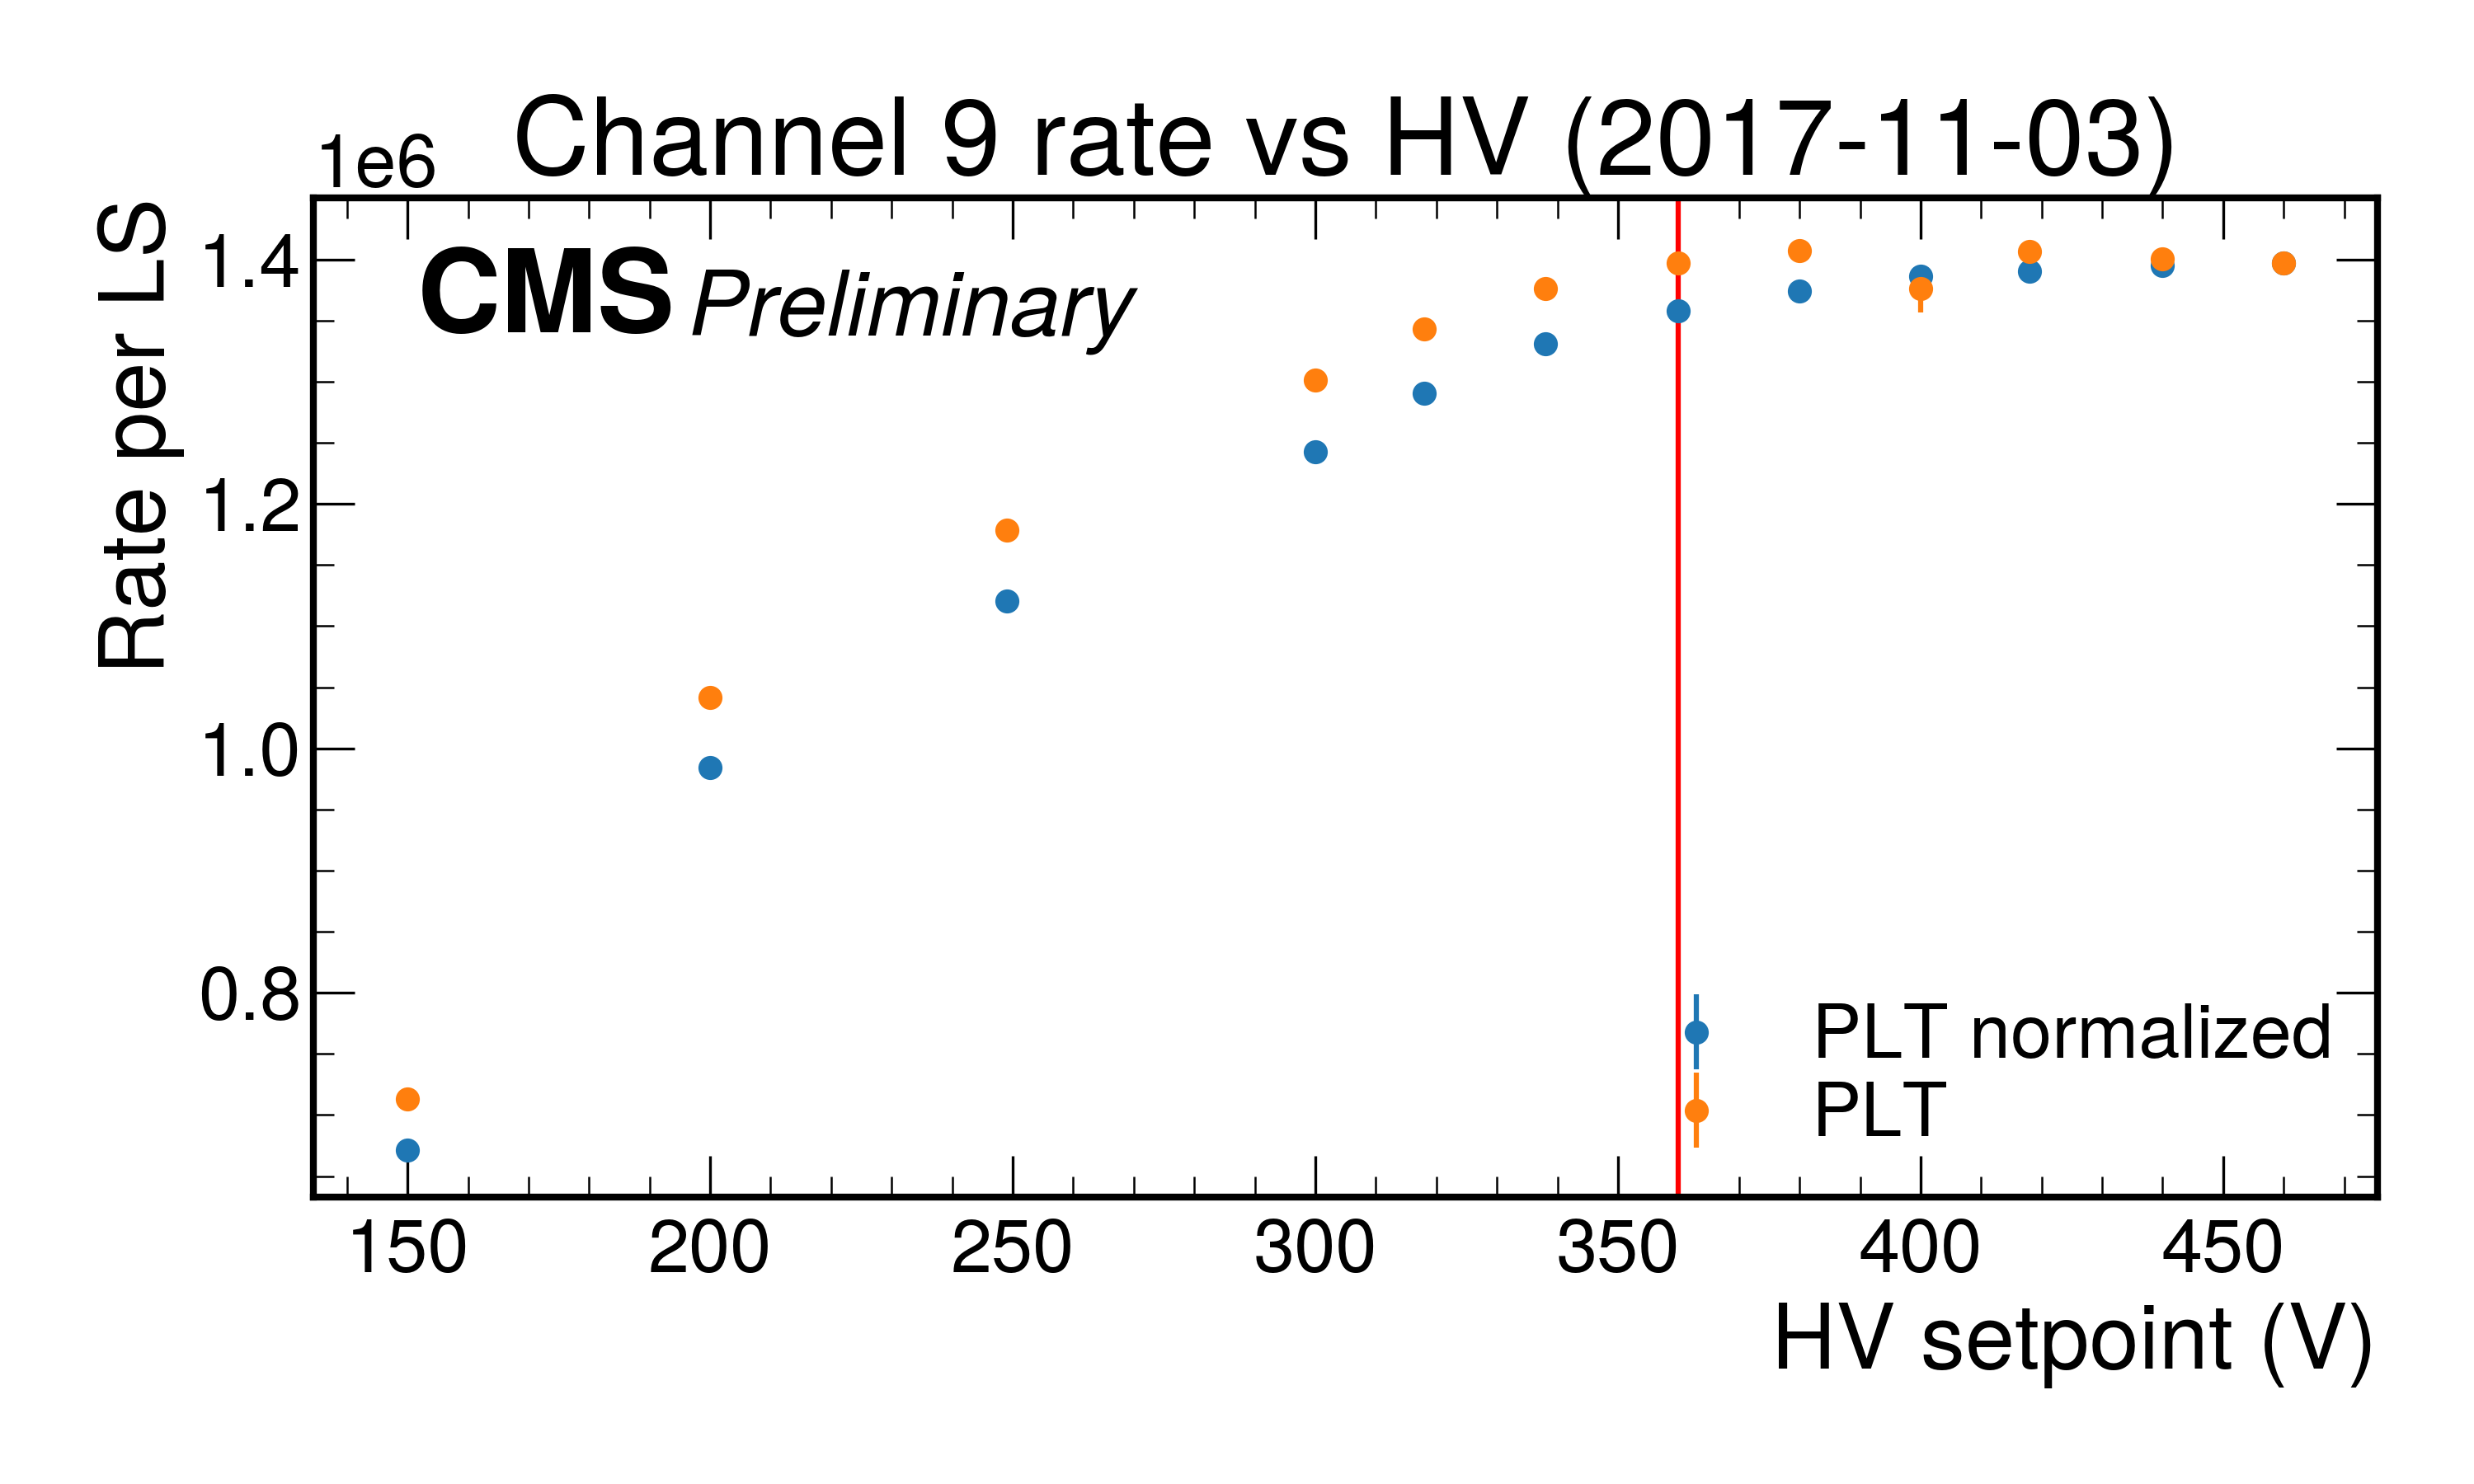 Channel 9 rate vs HV (2017-11-03)
1e6
CMS Preliminary
Rate per LS
1.4
1.2
1.0
0.8
PLT normalized
PLT
150 200 250 300 350 400 450
HV setpoint (V)